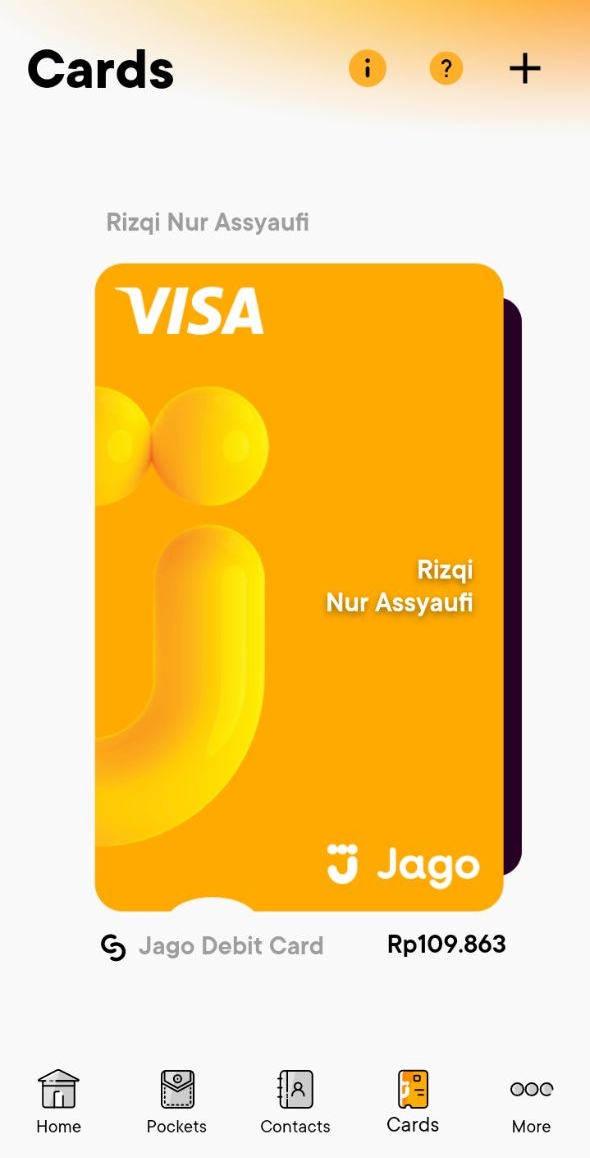 Cards
Rizqi Nur Assyaufi
VISA
Rizqi
Nur Assyaufi
Jago
Jago Debit Card
Rp109.863
Home
Pockets
Contacts
Cards
More